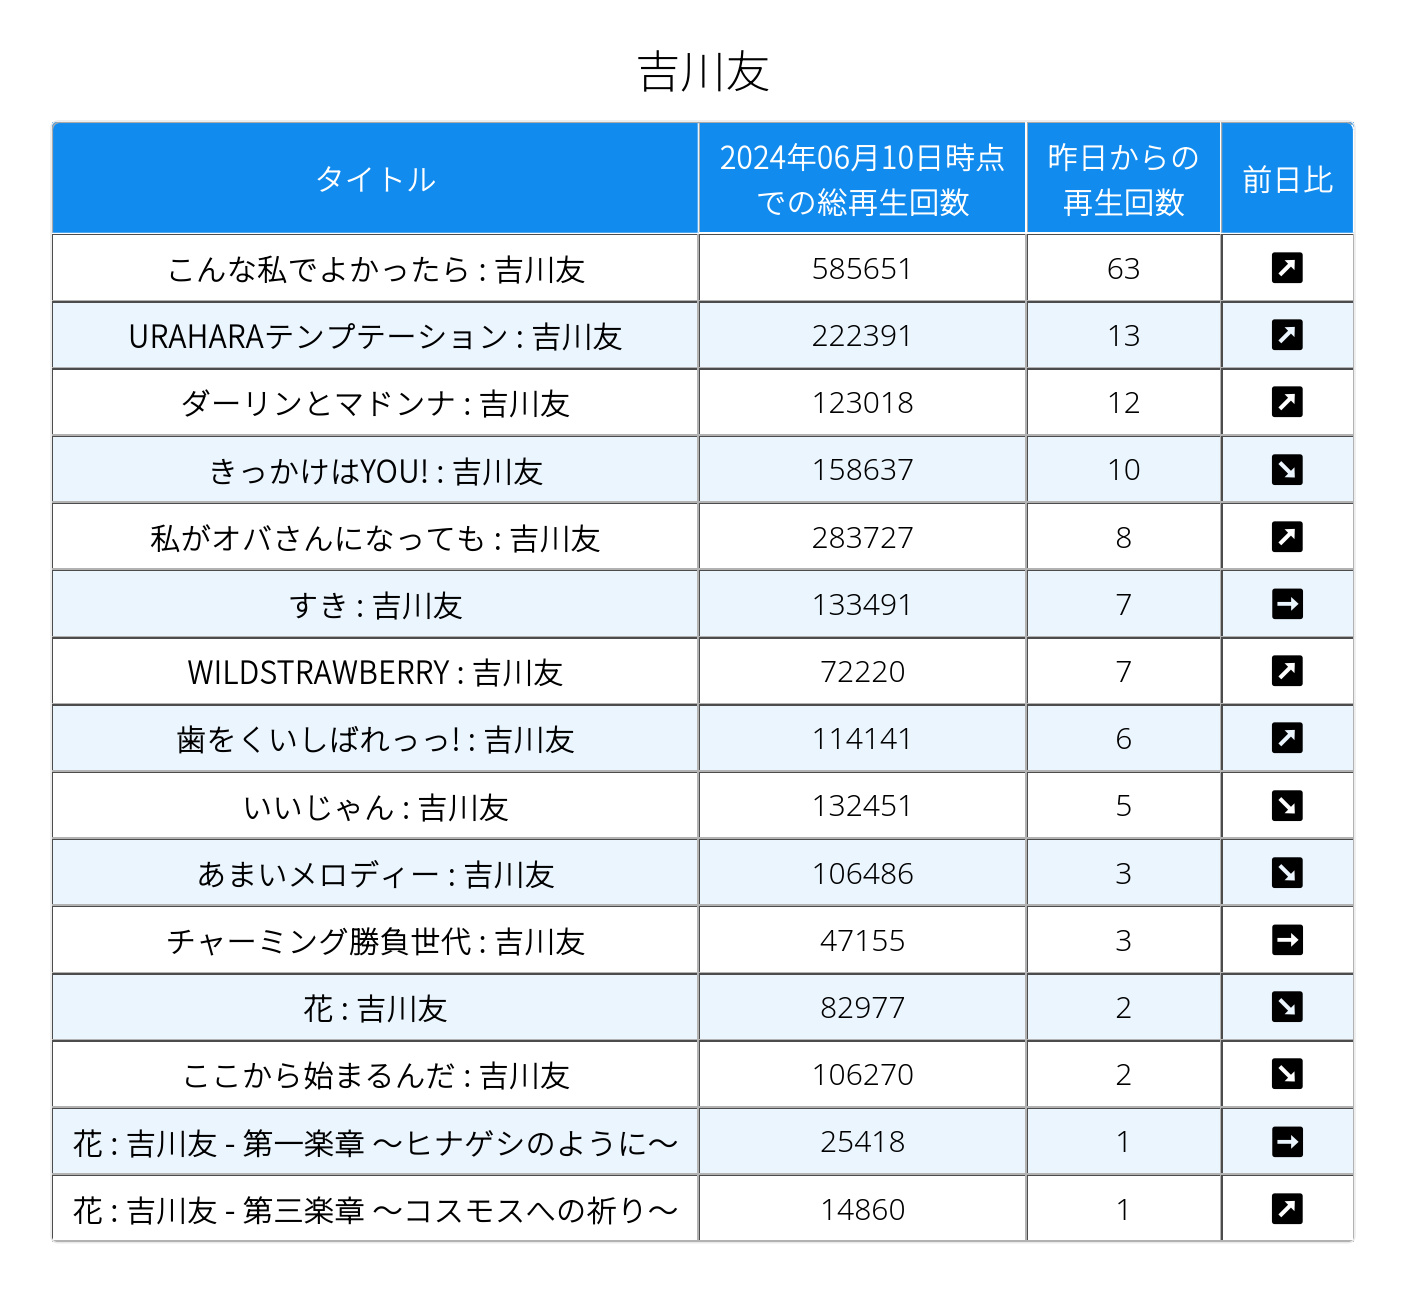 吉川友
タイトル
2024年06月10日時点
での総再生回数
昨日からの
再生回数
前日比
こんな私でよかったら : 吉川友 585651 63 ↗
URAHARAテンプテーション : 吉川友 222391 13 ↗
ダーリンとマドンナ : 吉川友 123018 12 ↗
きっかけはYOU! : 吉川友 158637 10 ↘
私がオバさんになっても : 吉川友 283727 8 ↗
すき : 吉川友 133491 7 →
WILDSTRAWBERRY : 吉川友 72220 7 ↗
歯をくいしばれっっ! : 吉川友 114141 6 ↗
いいじゃん : 吉川友 132451 5 ↘
あまいメロディー : 吉川友 106486 3 ↘
チャーミング勝負世代 : 吉川友 47155 3 →
花 : 吉川友 82977 2 ↘
ここから始まるんだ : 吉川友 106270 2 ↘
花 : 吉川友 - 第一楽章 〜ヒナゲシのように〜 25418 1 →
花 : 吉川友 - 第三楽章 〜コスモスへの祈り〜 14860 1 ↗